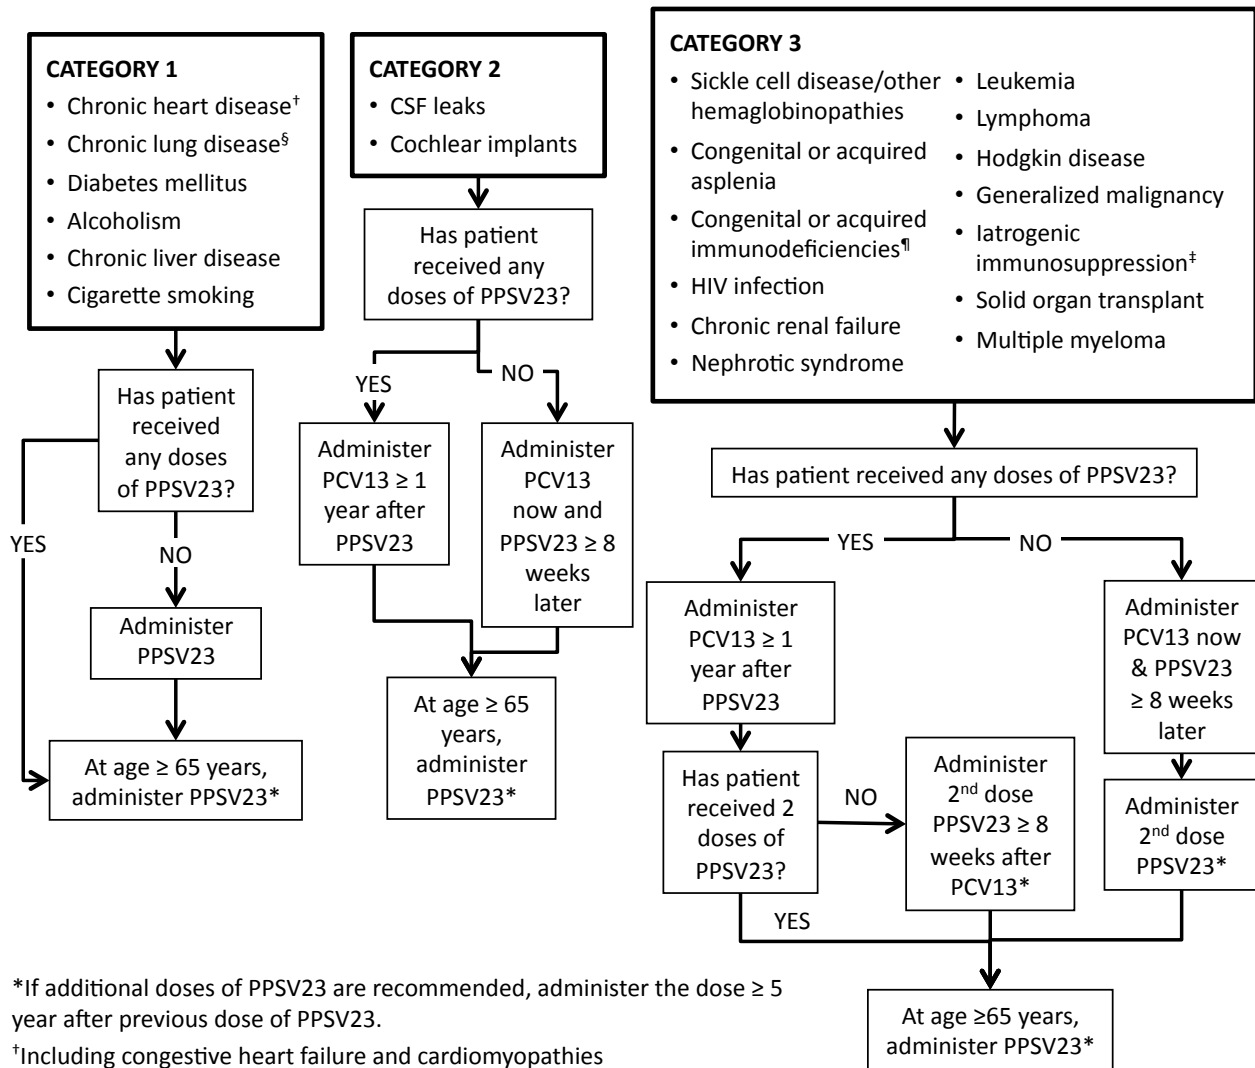 CATEGORY 1
• Chronic heart disease†
• Chronic lung disease§
• Diabetes mellitus
• Alcoholism
• Chronic liver disease
• Cigarette smoking
Has patient
received
any doses
of PPSV23?
YES
NO
Administer
PPSV23
At age ≥ 65 years,
administer PPSV23*
CATEGORY 2
• CSF leaks
• Cochlear implants
Has patient
received any
doses of PPSV23?
YES
NO
Administer
PCV13 ≥ 1
year after
PPSV23
Administer
PCV13
now and
PPSV23 ≥ 8
weeks
later
At age ≥ 65
years,
administer
PPSV23*
CATEGORY 3
• Sickle cell disease/other
hemaglobinopathies
• Congenital or acquired
asplenia
• Congenital or acquired
immunodeficiencies¶
• HIV infection
• Chronic renal failure
• Nephrotic syndrome
• Leukemia
• Lymphoma
• Hodgkin disease
• Generalized malignancy
• Iatrogenic
immunosuppression‡
• Solid organ transplant
• Multiple myeloma
Has patient received any doses of PPSV23?
YES
NO
Administer
PCV13 ≥ 1
year after
PPSV23
Administer
PCV13 now
& PPSV23
≥ 8 weeks
later
Has patient
received 2
doses of
PPSV23?
NO
Administer
2nd dose
PPSV23 ≥ 8
weeks after
PCV13*
Administer
2nd dose
PPSV23*
YES
At age ≥65 years,
administer PPSV23*
*If additional doses of PPSV23 are recommended, administer the dose ≥ 5
year after previous dose of PPSV23.
†Including congestive heart failure and cardiomyopathies